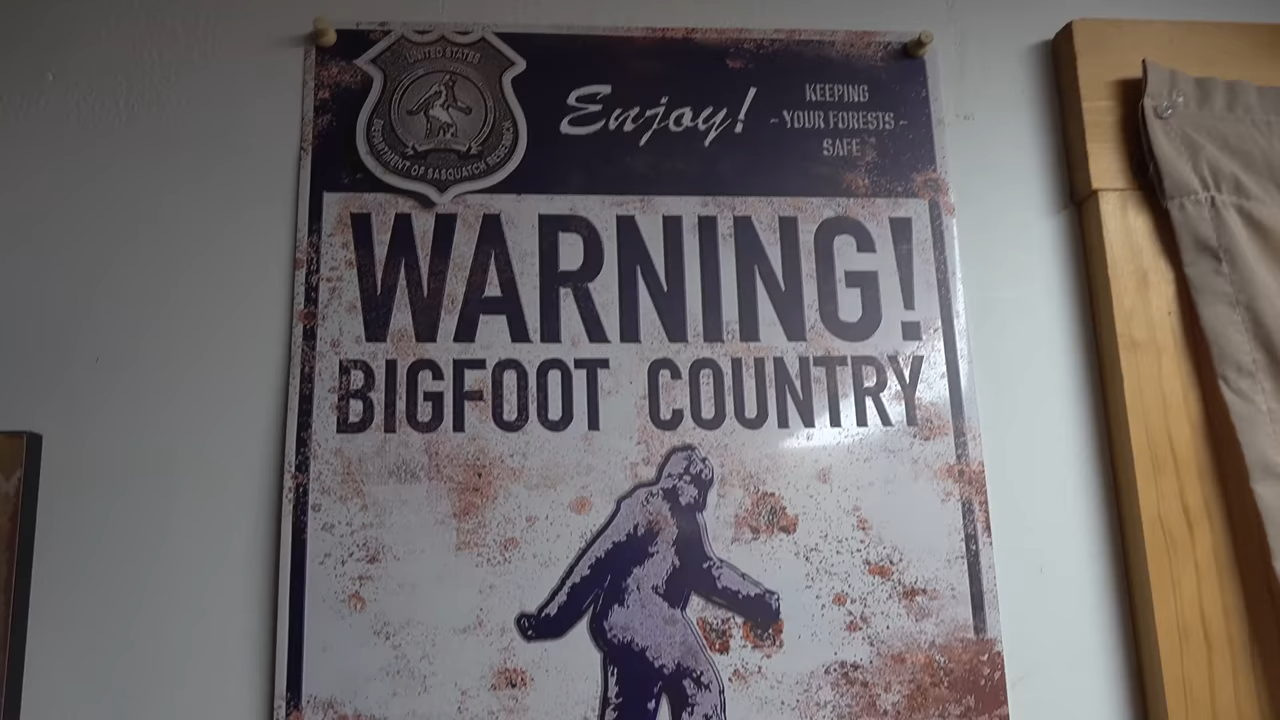 UNITED STATES
DEPARTMENT OF SASQUATCH RESEARCH
Enjoy!
KEEPING
- YOUR FORESTS -
SAFE
WARNING!
BIGFOOT COUNTRY